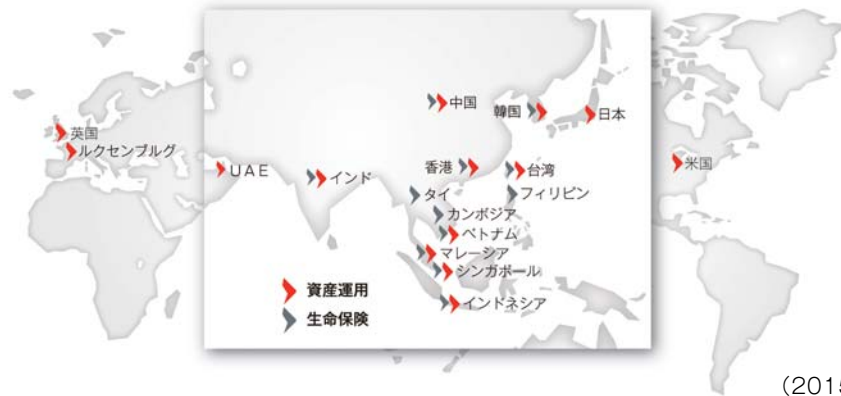 中国
韓国
日本
英国
ルクセンブルグ
UAE
インド
香港
台湾
米国
タイ
フィリピン
カンボジア
ベトナム
マレーシア
シンガポール
インドネシア
資産運用
生命保険
(2015